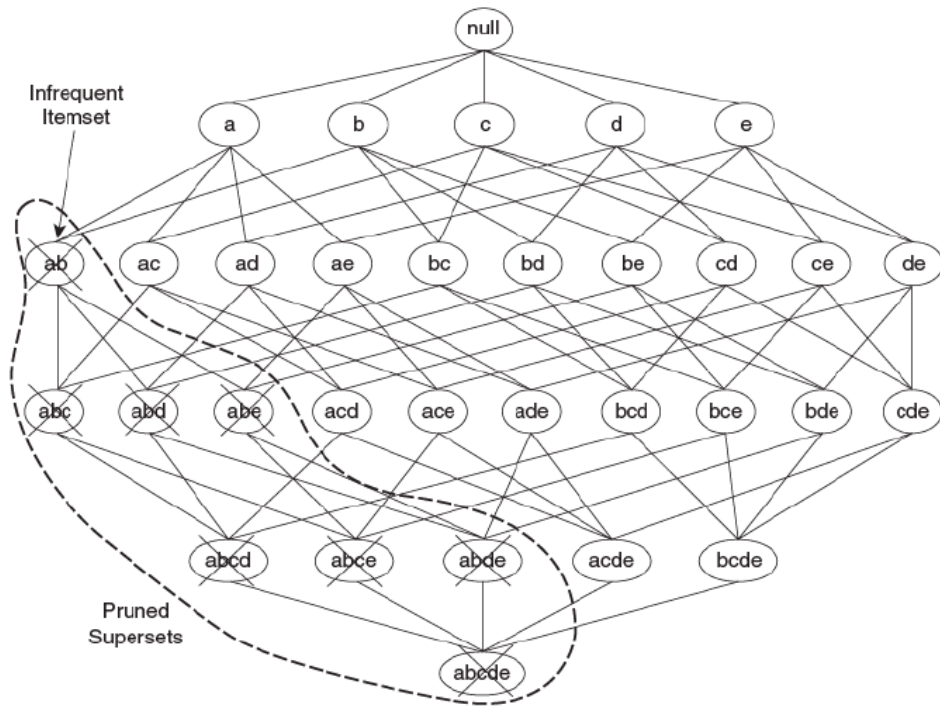 null
Infrequent
Itemset
a
b
c
d
e
ab
ac
ad
ae
bc
bd
be
cd
ce
de
abc
abd
abe
acd
ace
ade
bcd
bce
bde
cde
abcd
abce
abde
acde
bcde
Pruned
Supersets
abcde